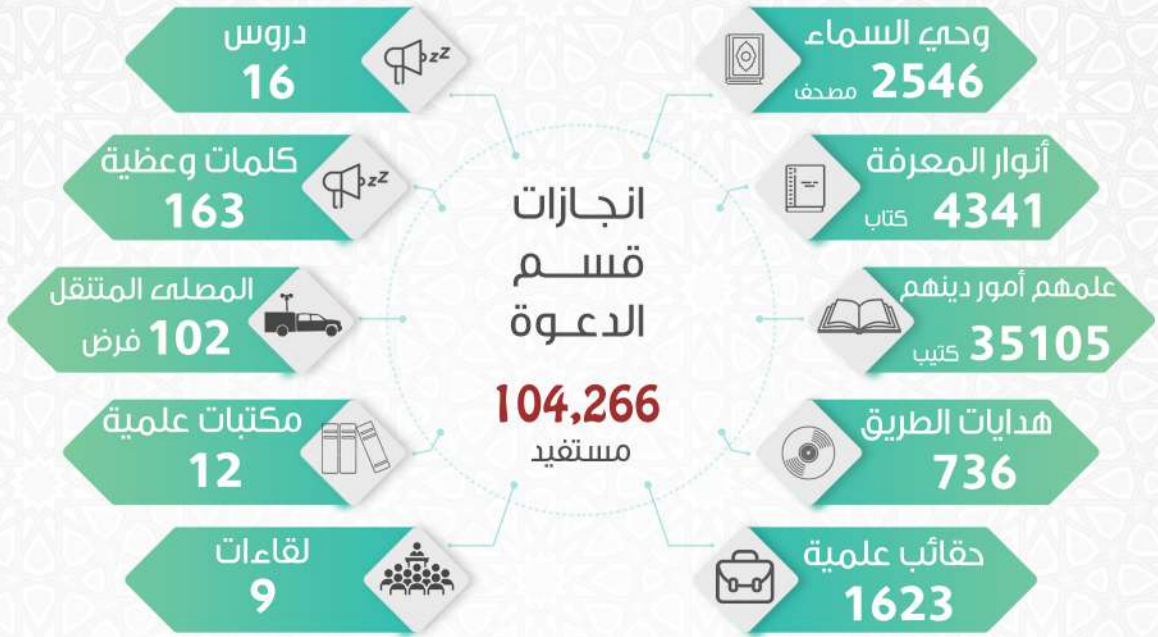 انجازات
قسم
الدعوة
104,266
مستفيد
وحي السماء
2546 مصحف
أنوار المعرفة
4341 كتاب
علمهم أمور دينهم
35105 كتيب
هدايات الطريق
736
حقائب علمية
1623
دروس
16
كلمات وعظية
163
المصلى المتنقل
102 فرض
مكتبات علمية
12
لقاءات
9